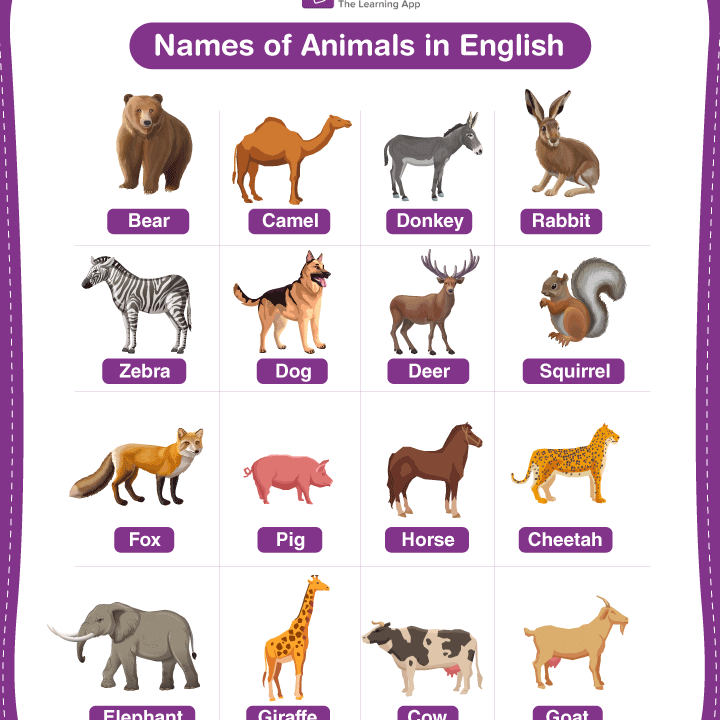 The Learning App
Names of Animals in English
Bear Camel Donkey Rabbit
Zebra Dog Deer Squirrel
Fox Pig Horse Cheetah
Elephant Giraffe Cow Goat